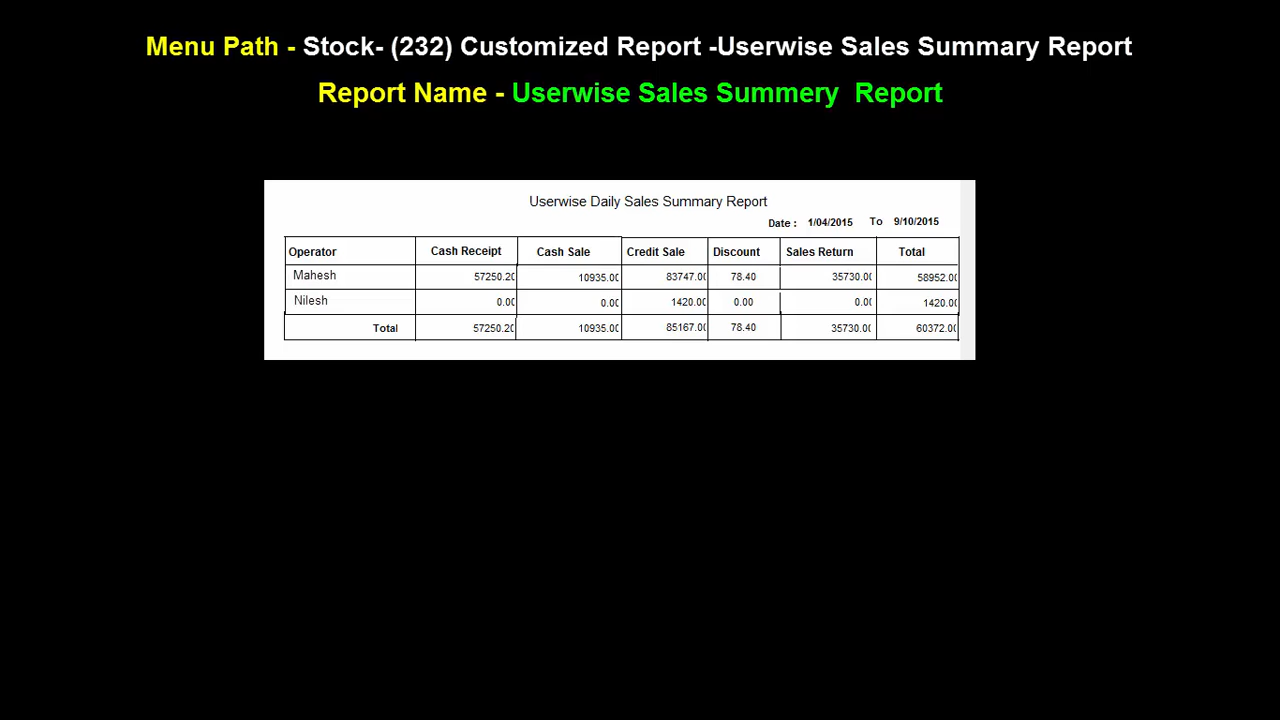 Menu Path - Stock- (232) Customized Report -Userwise Sales Summary Report
Report Name - Userwise Sales Summery Report
Userwise Daily Sales Summary Report
Date : 1/04/2015 To 9/10/2015
Operator Cash Receipt Cash Sale Credit Sale Discount Sales Return Total
Mahesh 57250.20 10935.00 83747.00 78.40 35730.00 58952.00
Nilesh 0.00 0.00 1420.00 0.00 0.00 1420.00
Total 57250.20 10935.00 85167.00 78.40 35730.00 60372.00